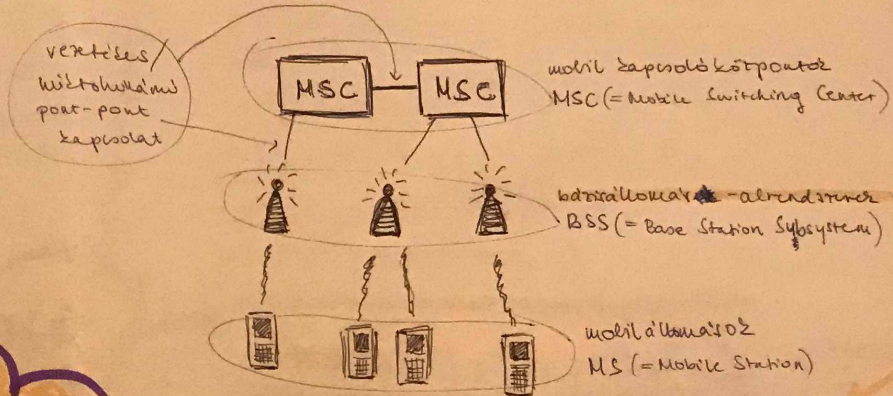 vezetékes/
mikrohullámú
pont-pont
kapcsolat
MSC
MSC
mobil kapcsolóközpontok
MSC (= Mobile Switching Center)
bázisállomás -alrendszerek
BSS (= Base Station Subsystem)
mobil állomások
MS (= Mobile Station)